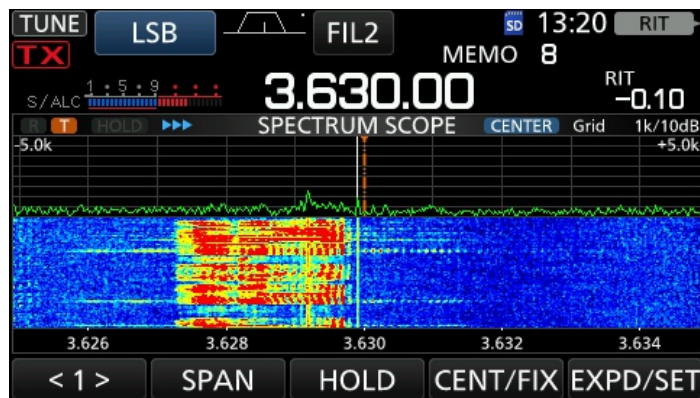 TUNE LSB FIL2 SD 13:20 RIT
TX MEMO 8
S/ALC 1 5 9 3.630.00 RIT -0.10
R T HOLD SPECTRUM SCOPE CENTER Grid 1k/10dB
-5.0k +5.0k
3.626 3.628 3.630 3.632 3.634
< 1 > SPAN HOLD CENT/FIX EXPD/SET